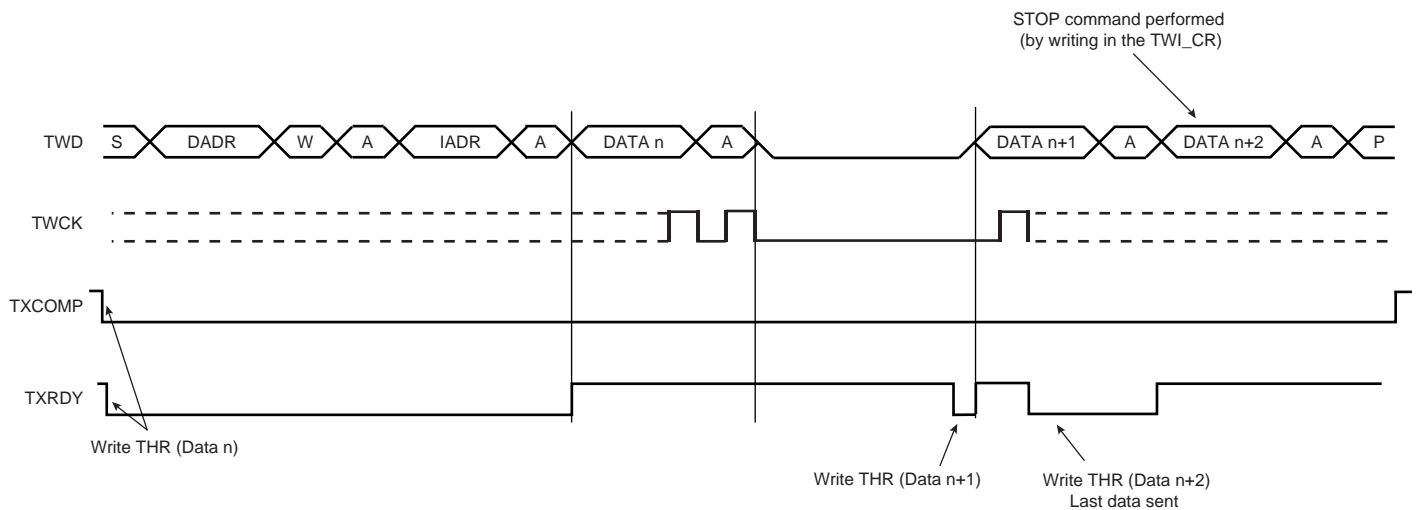 STOP command performed
(by writing in the TWI_CR)
TWD S DADR W A IADR A DATA n A DATA n+1 A DATA n+2 A P
TWCK
TXCOMP
TXRDY
Write THR (Data n)
Write THR (Data n+1)
Write THR (Data n+2)
Last data sent